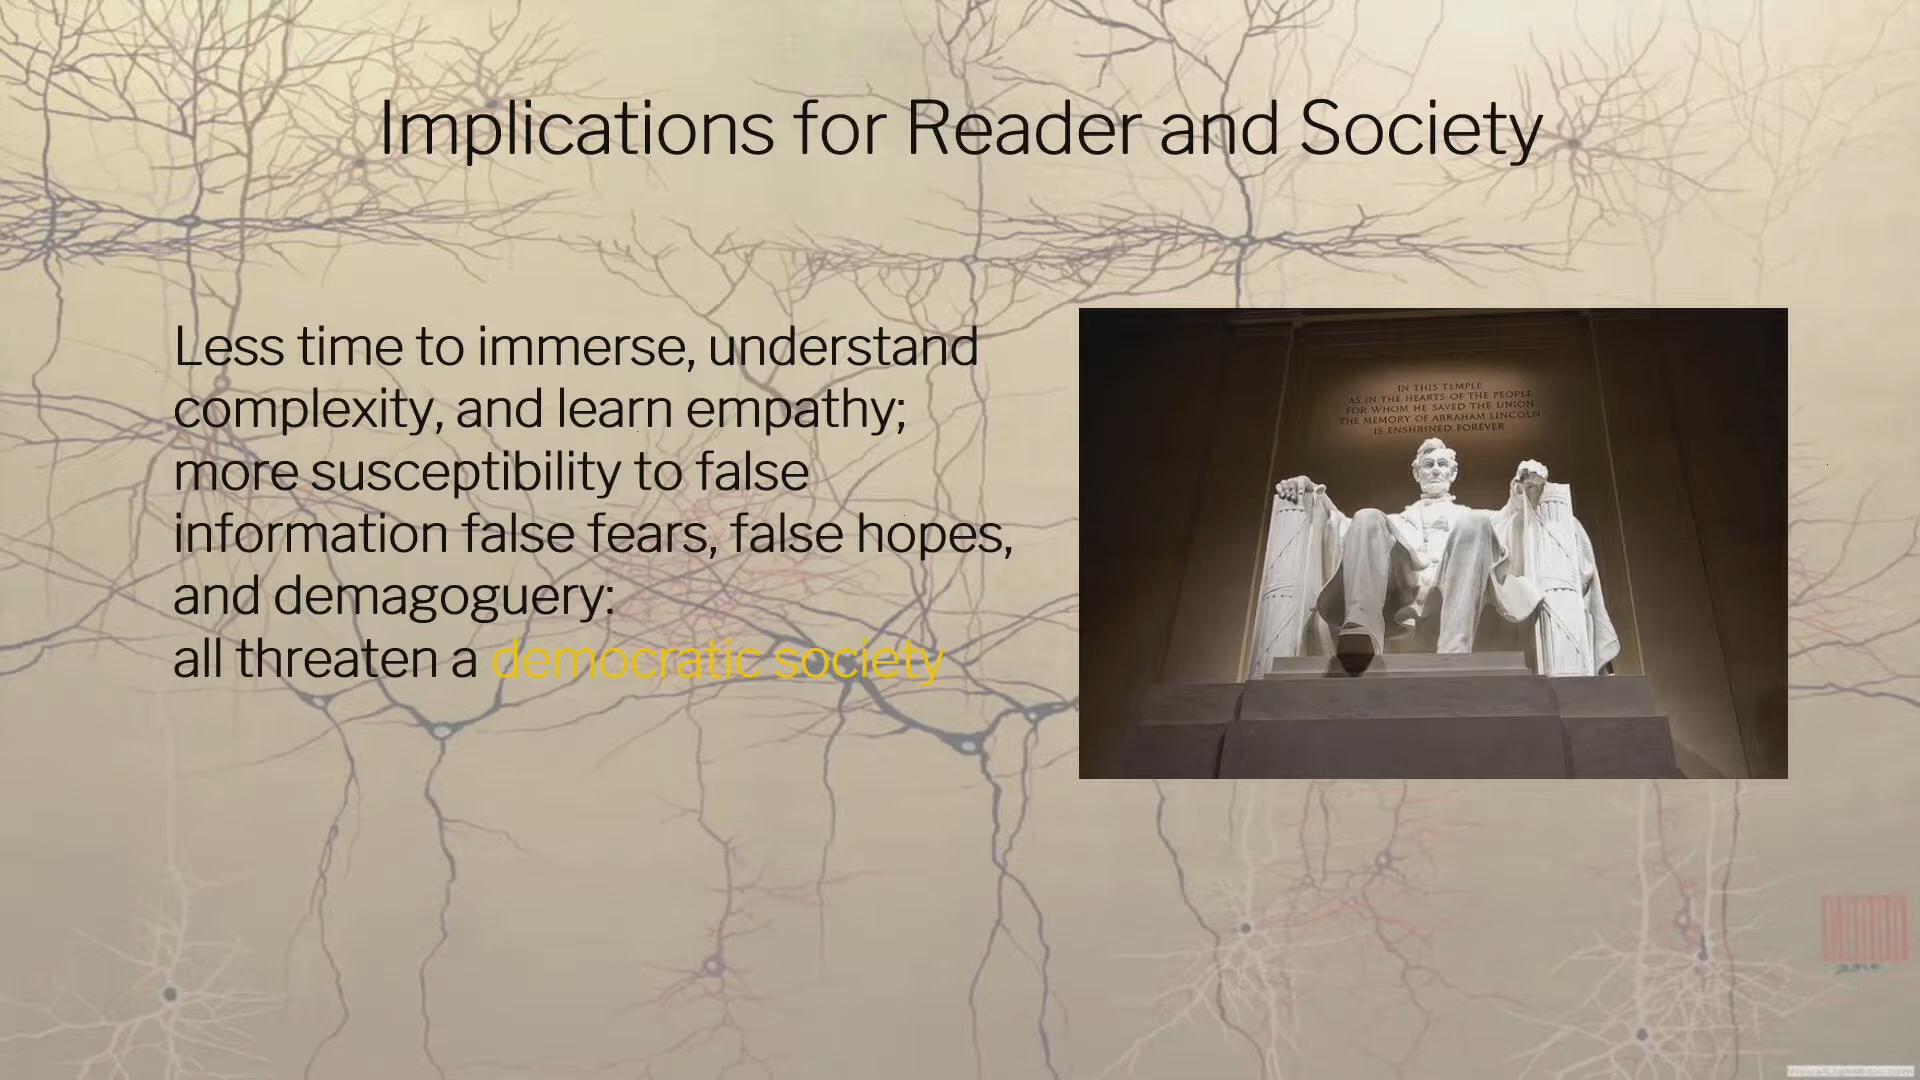 Implications for Reader and Society
Less time to immerse, understand
complexity, and learn empathy;
more susceptibility to false
information false fears, false hopes,
and demagoguery:
all threaten a democratic society
IN THIS TEMPLE
AS IN THE HEARTS OF THE PEOPLE
FOR WHOM HE SAVED THE UNION
THE MEMORY OF ABRAHAM LINCOLN
IS ENSHRINED FOREVER